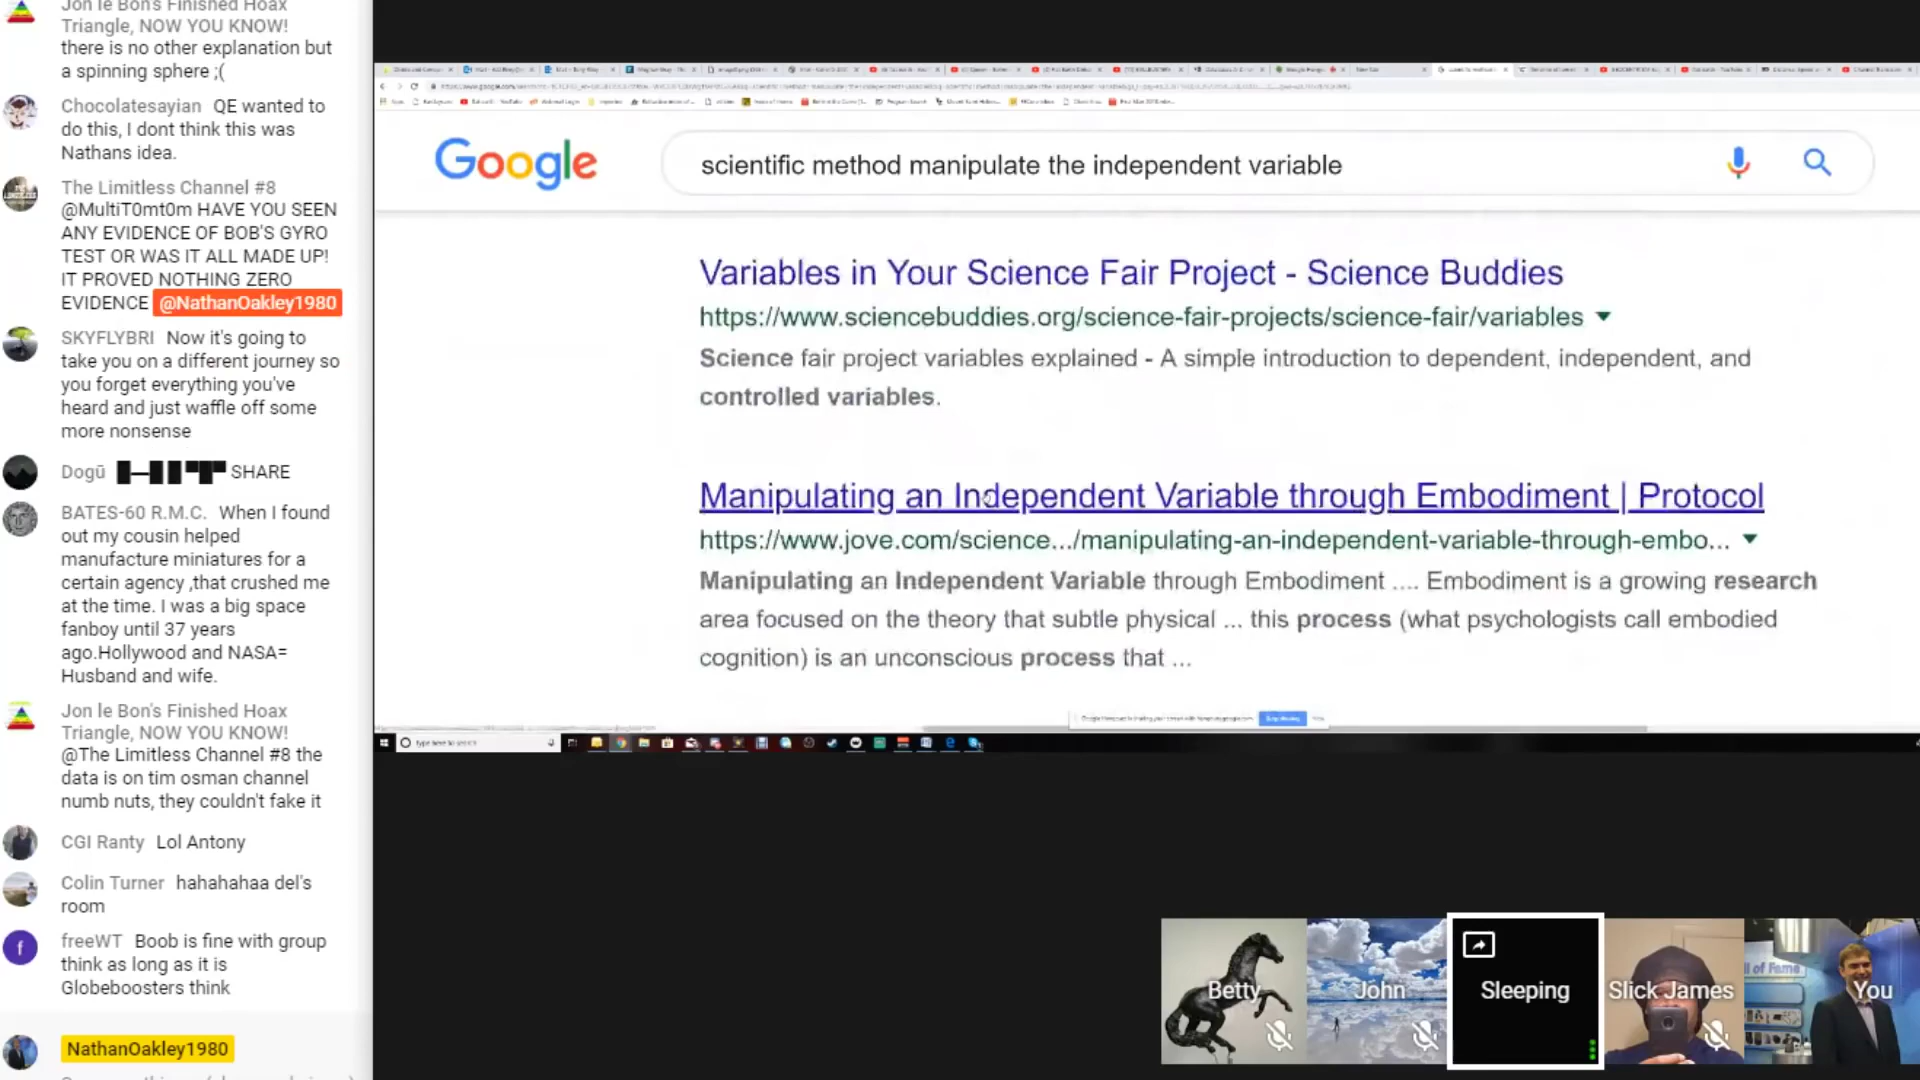 Jon le Bon's Finished Hoax
Triangle, NOW YOU KNOW!
there is no other explanation but
a spinning sphere ;(
Chocolatesayian QE wanted to
do this, I dont think this was
Nathans idea.
The Limitless Channel #8
@MultiT0mt0m HAVE YOU SEEN
ANY EVIDENCE OF BOB'S GYRO
TEST OR WAS IT ALL MADE UP!
IT PROVED NOTHING ZERO
EVIDENCE @NathanOakley1980
SKYFLYBRI Now it's going to
take you on a different journey so
you forget everything you've
heard and just waffle off some
more nonsense
Dogū SHARE
BATES-60 R.M.C. When I found
out my cousin helped
manufacture miniatures for a
certain agency ,that crushed me
at the time. I was a big space
fanboy until 37 years
ago.Hollywood and NASA=
Husband and wife.
Jon le Bon's Finished Hoax
Triangle, NOW YOU KNOW!
@The Limitless Channel #8 the
data is on tim osman channel
numb nuts, they couldn't fake it
CGI Ranty Lol Antony
Colin Turner hahahahaa del's
room
f
freeWT Boob is fine with group
think as long as it is
Globeboosters think
NathanOakley1980
Google
scientific method manipulate the independent variable
Variables in Your Science Fair Project - Science Buddies
https://www.sciencebuddies.org/science-fair-projects/science-fair/variables
Science fair project variables explained - A simple introduction to dependent, independent, and
controlled variables.
Manipulating an Independent Variable through Embodiment | Protocol
https://www.jove.com/science.../manipulating-an-independent-variable-through-embo...
Manipulating an Independent Variable through Embodiment .... Embodiment is a growing research
area focused on the theory that subtle physical ... this process (what psychologists call embodied
cognition) is an unconscious process that ...
Type here to search
Betty
John
Sleeping
Slick James
ll of Fame
You